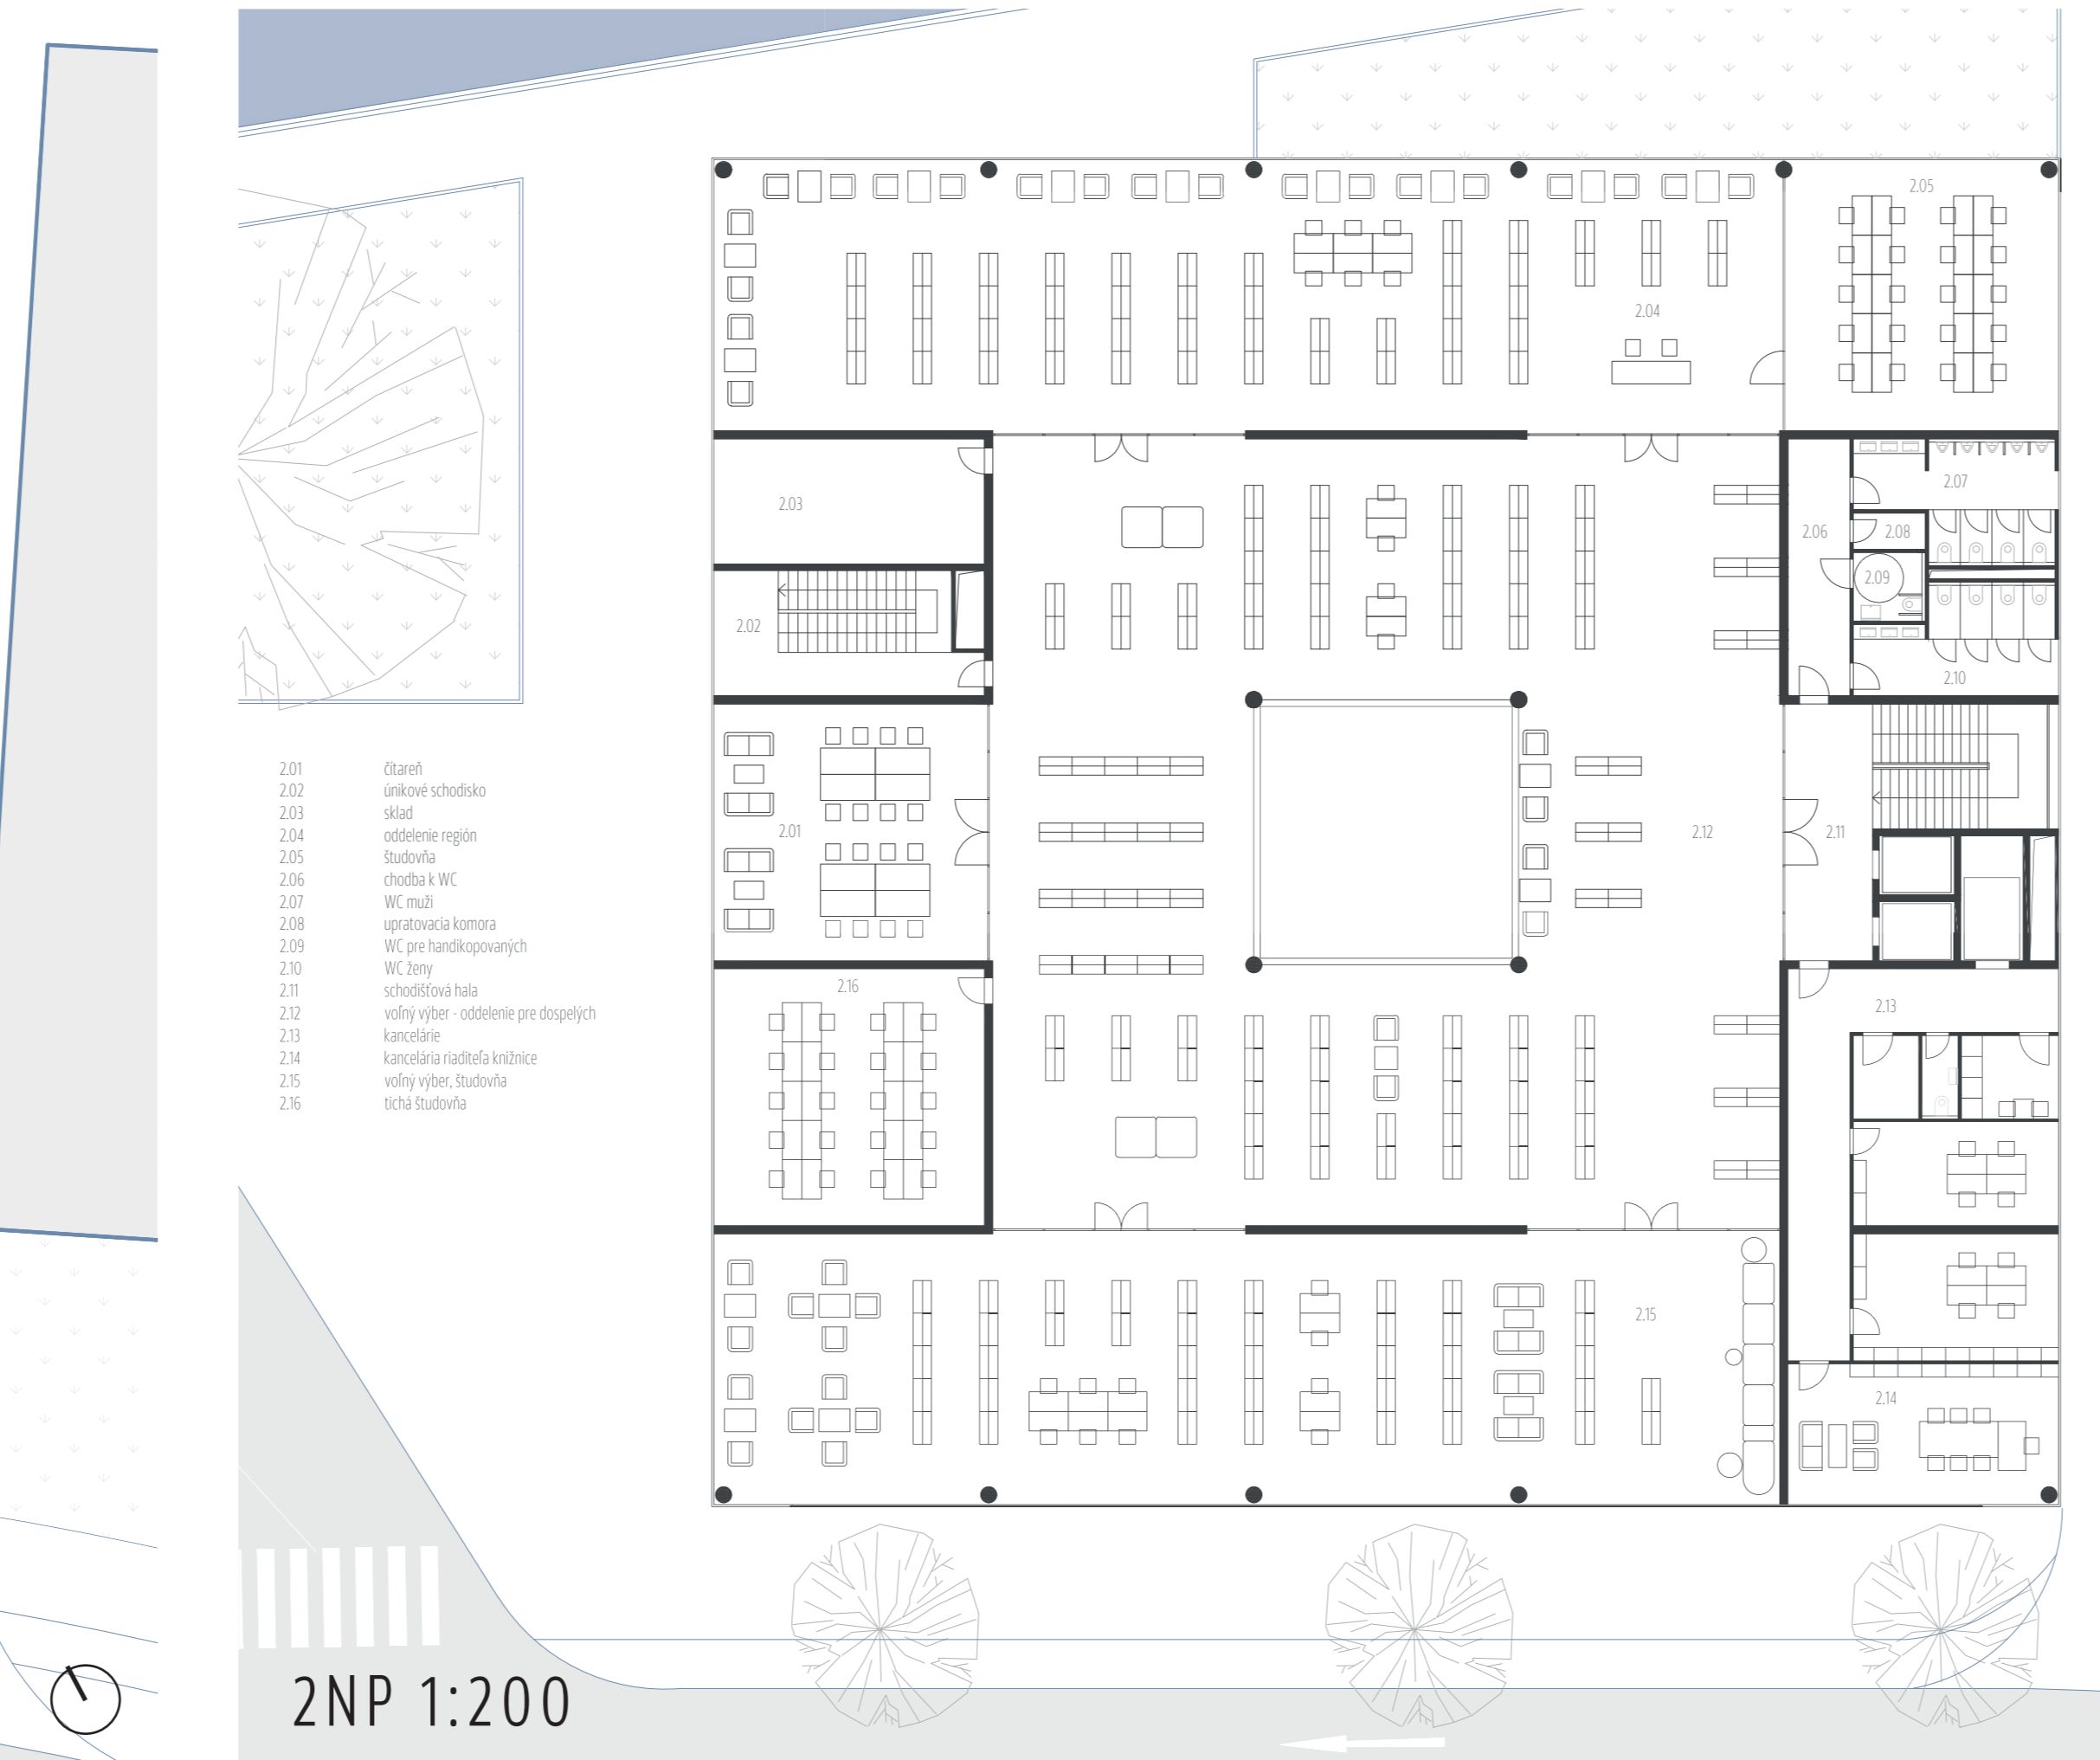 2.05
2.04
2.03
2.07
2.06
2.08
2.09
2.02
2.10
2.01
2.12
2.11
2.16
2.13
2.15
2.14
2.01 čítareň
2.02 únikové schodisko
2.03 sklad
2.04 oddelenie región
2.05 študovňa
2.06 chodba k WC
2.07 WC muži
2.08 upratovacia komora
2.09 WC pre handikopovaných
2.10 WC ženy
2.11 schodišťová hala
2.12 voľný výber - oddelenie pre dospelých
2.13 kancelárie
2.14 kancelária riaditeľa knižnice
2.15 voľný výber, študovňa
2.16 tichá študovňa
2NP 1:200